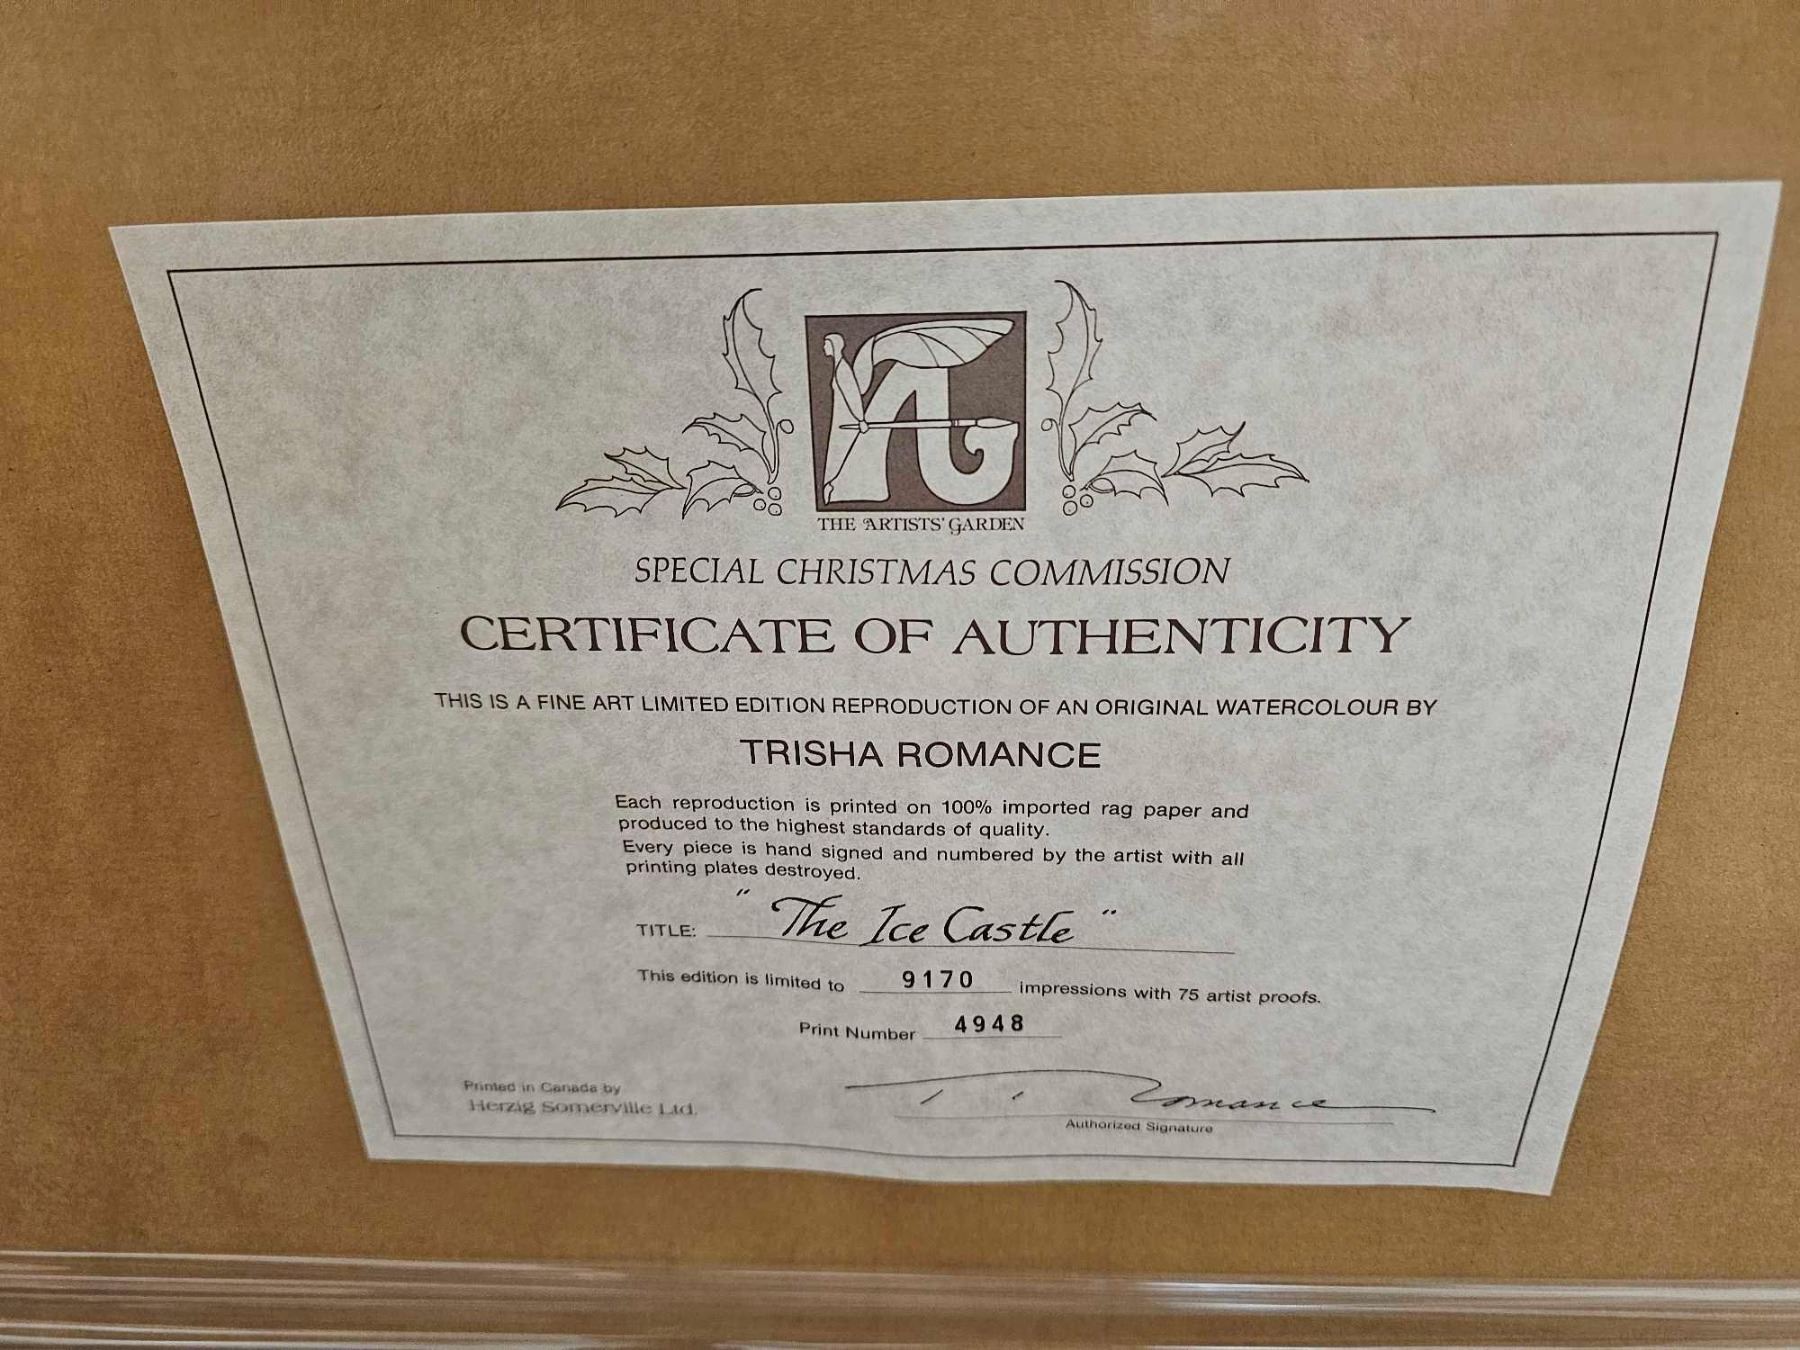 THE ARTISTS' GARDEN
SPECIAL CHRISTMAS COMMISSION
CERTIFICATE OF AUTHENTICITY
THIS IS A FINE ART LIMITED EDITION REPRODUCTION OF AN ORIGINAL WATERCOLOUR BY
TRISHA ROMANCE
Each reproduction is printed on 100% imported rag paper and
produced to the highest standards of quality.
Every piece is hand signed and numbered by the artist with all
printing plates destroyed.
TITLE: "The Ice Castle"
This edition is limited to 9170 impressions with 75 artist proofs.
Print Number 4948
Printed in Canada by
Herzig Somerville Ltd.
T. Romance
Authorized Signature